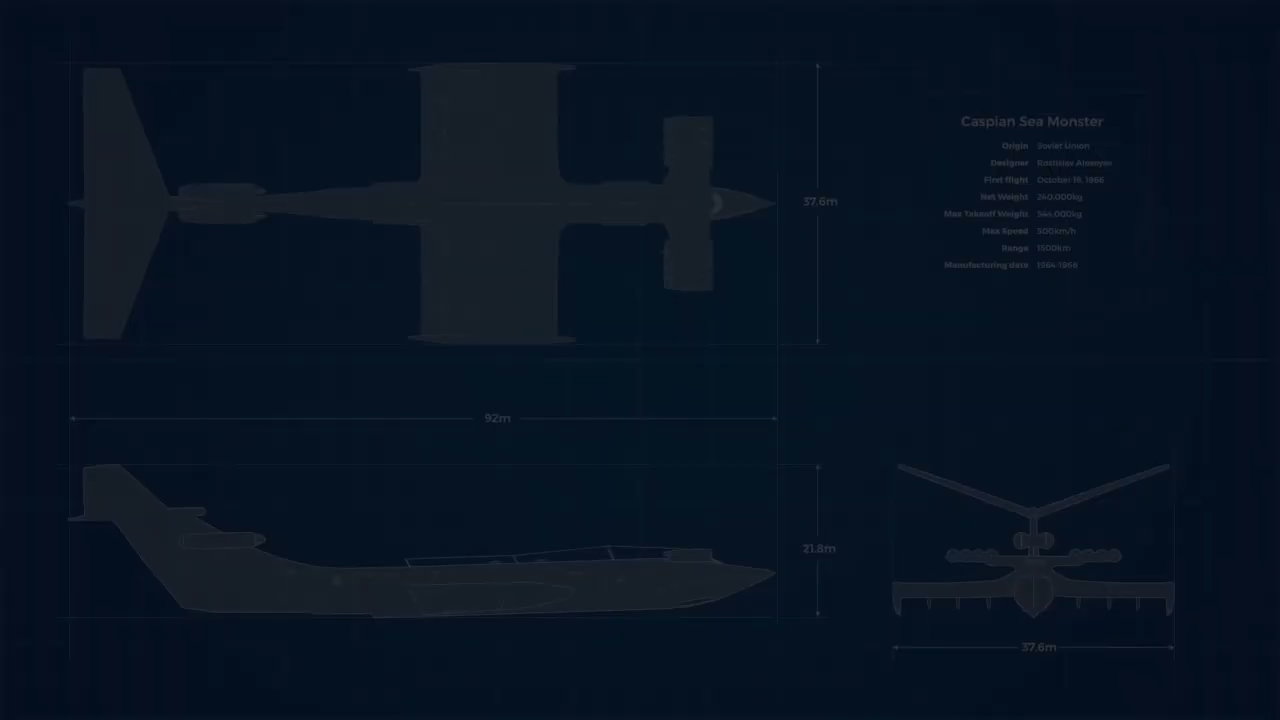 Caspian Sea Monster
Origin Soviet Union
Designer Rostislav Alexeyev
First flight October 16, 1966
Net Weight 240,000kg
Max Takeoff Weight 544,000kg
Max Speed 500km/h
Range 1500km
Manufacturing date 1964-1966
37.6m
92m
21.8m
37.6m